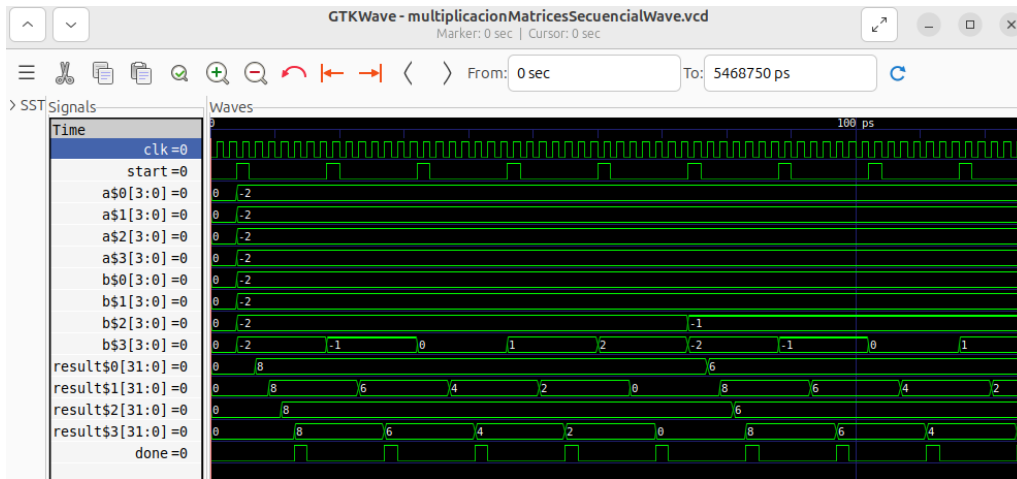 GTKWave - multiplicacionMatricesSecuencialWave.vcd
Marker: 0 sec | Cursor: 0 sec
From: 0 sec To: 5468750 ps
> SST Signals Waves
Time 0 100 ps
clk=0
start=0
a$0[3:0]=0 0 -2
a$1[3:0]=0 0 -2
a$2[3:0]=0 0 -2
a$3[3:0]=0 0 -2
b$0[3:0]=0 0 -2
b$1[3:0]=0 0 -2
b$2[3:0]=0 0 -2 -1
b$3[3:0]=0 0 -2 -1 0 1 2 -2 -1 0 1
result$0[31:0]=0 0 8 6
result$1[31:0]=0 0 8 6 4 2 0 8 6 4 2
result$2[31:0]=0 0 8 6
result$3[31:0]=0 0 8 6 4 2 0 8 6 4
done=0